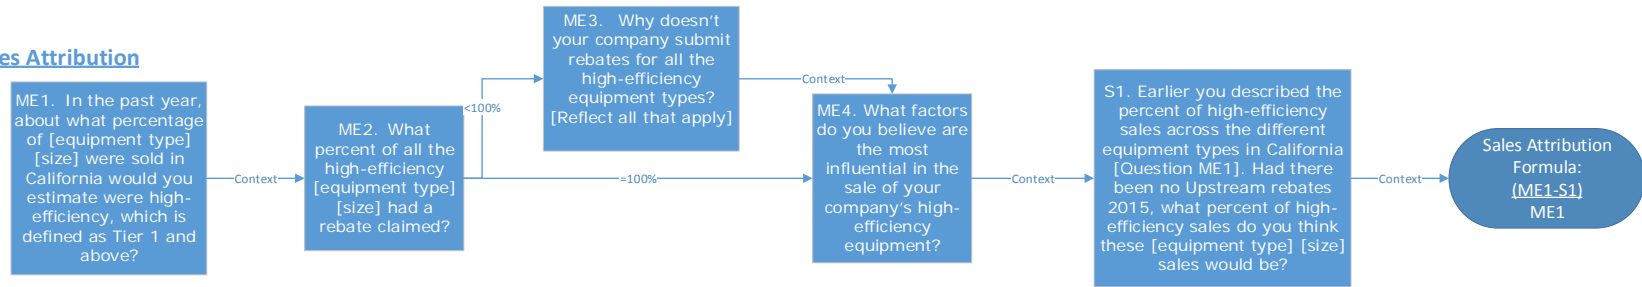 es Attribution
ME1. In the past year,
about what percentage
of [equipment type]
[size] were sold in
California would you
estimate were high-
efficiency, which is
defined as Tier 1 and
above?
Context
ME2. What
percent of all the
high-efficiency
[equipment type]
[size] had a
rebate claimed?
<100%
=100%
ME3. Why doesn't
your company submit
rebates for all the
high-efficiency
equipment types?
[Reflect all that apply]
Context
ME4. What factors
do you believe are
the most
influential in the
sale of your
company's high-
efficiency
equipment?
Context
S1. Earlier you described the
percent of high-efficiency
sales across the different
equipment types in California
[Question ME1]. Had there
been no Upstream rebates
2015, what percent of high-
efficiency sales do you think
these [equipment type] [size]
sales would be?
Context
Sales Attribution
Formula:
(ME1-S1)
ME1